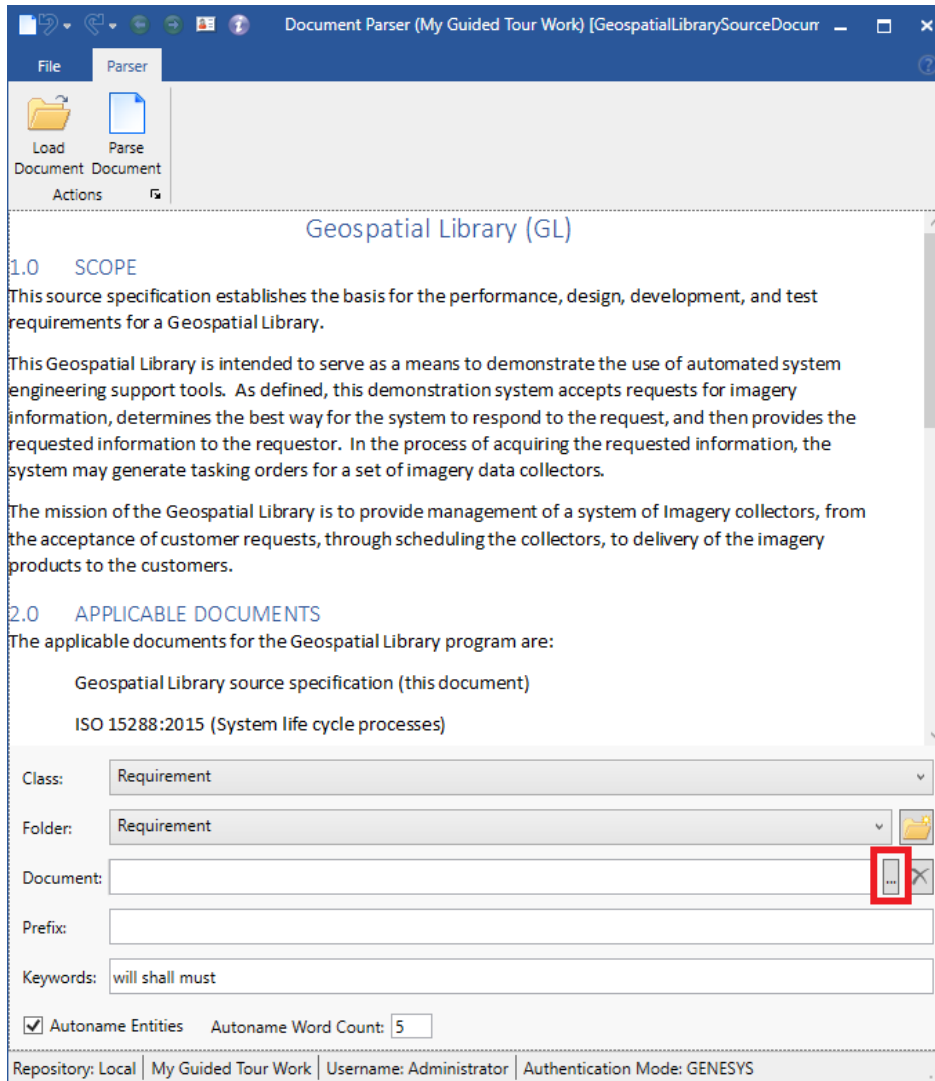 Document Parser (My Guided Tour Work) [GeospatialLibrarySourceDocum
File Parser
Load Document
Parse Document
Actions
Geospatial Library (GL)
1.0 SCOPE
This source specification establishes the basis for the performance, design, development, and test
requirements for a Geospatial Library.
This Geospatial Library is intended to serve as a means to demonstrate the use of automated system
engineering support tools.  As defined, this demonstration system accepts requests for imagery
information, determines the best way for the system to respond to the request, and then provides the
requested information to the requestor.  In the process of acquiring the requested information, the
system may generate tasking orders for a set of imagery data collectors.
The mission of the Geospatial Library is to provide management of a system of Imagery collectors, from
the acceptance of customer requests, through scheduling the collectors, to delivery of the imagery
products to the customers.
2.0 APPLICABLE DOCUMENTS
The applicable documents for the Geospatial Library program are:
Geospatial Library source specification (this document)
ISO 15288:2015 (System life cycle processes)
Class: Requirement
Folder: Requirement
Document: ...
Prefix:
Keywords: will shall must
Autoname Entities Autoname Word Count: 5
Repository: Local My Guided Tour Work Username: Administrator Authentication Mode: GENESYS